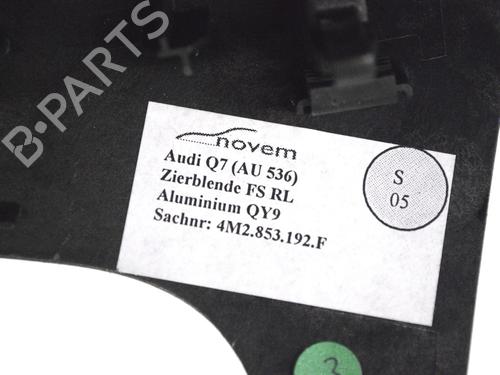 B-PARTS
novem
Audi Q7 (AU 536)
Zierblende FS RL
Aluminium QY9
Sachnr: 4M2.853.192.F
S
05
3